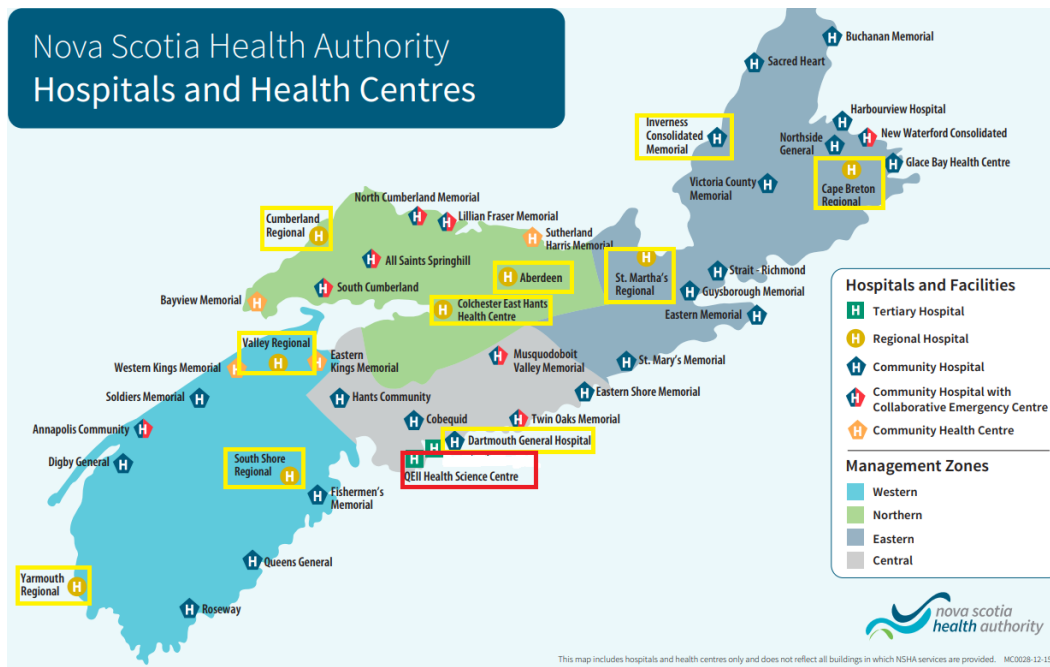 Nova Scotia Health Authority
Hospitals and Health Centres
Buchanan Memorial
Sacred Heart
Harbourview Hospital
Inverness
Consolidated
Memorial
Northside
General
New Waterford Consolidated
Glace Bay Health Centre
Victoria County
Memorial
Cape Breton
Regional
North Cumberland Memorial
Lillian Fraser Memorial
Cumberland
Regional
Sutherland
Harris Memorial
All Saints Springhill
Aberdeen
St. Martha's
Regional
Strait - Richmond
South Cumberland
Guysborough Memorial
Bayview Memorial
Colchester East Hants
Health Centre
Eastern Memorial
Valley Regional
Western Kings Memorial
Eastern
Kings Memorial
Musquodoboit
Valley Memorial
St. Mary's Memorial
Soldiers Memorial
Hants Community
Eastern Shore Memorial
Annapolis Community
Cobequid
Twin Oaks Memorial
Dartmouth General Hospital
Digby General
South Shore
Regional
QEII Health Science Centre
Fishermen's
Memorial
Queens General
Yarmouth
Regional
Roseway
Hospitals and Facilities
H Tertiary Hospital
H Regional Hospital
H Community Hospital
H Community Hospital with
Collaborative Emergency Centre
H Community Health Centre
Management Zones
Western
Northern
Eastern
Central
nova scotia
health authority
This map includes hospitals and health centres only and does not reflect all buildings in which NSHA services are provided. MC0028-12-15